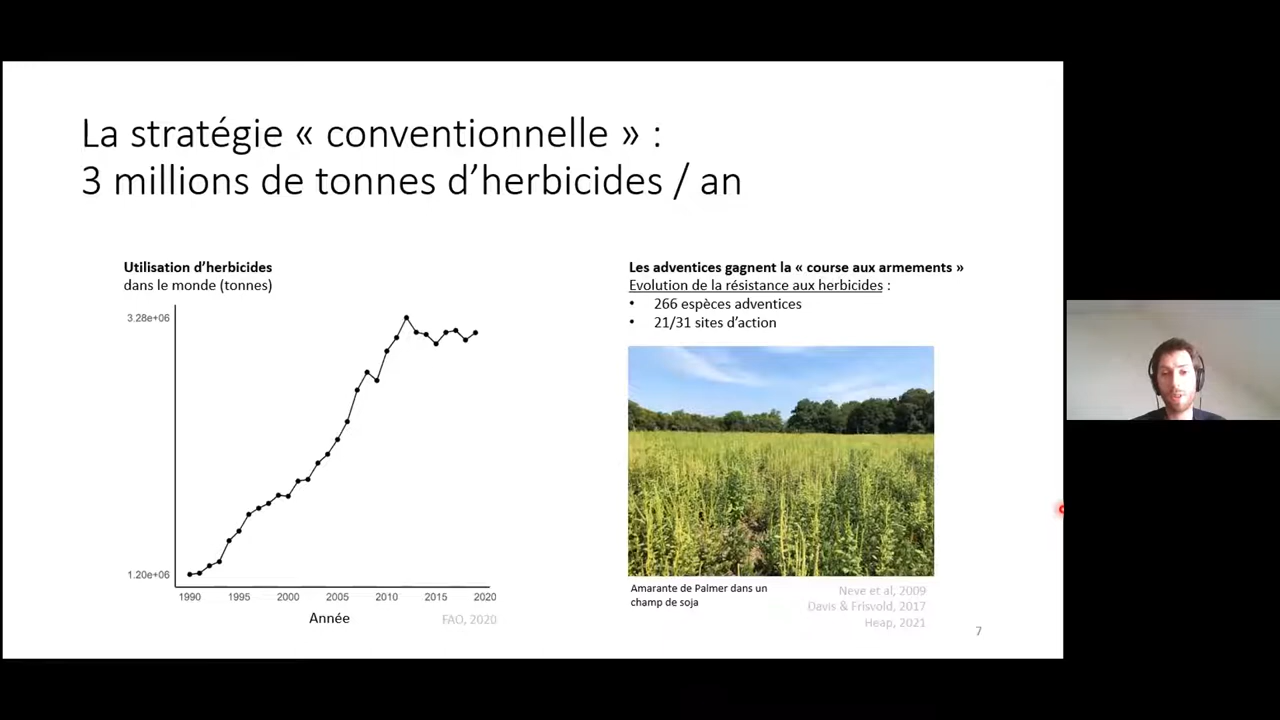 La stratégie « conventionnelle » :
3 millions de tonnes d’herbicides / an
Utilisation d’herbicides
dans le monde (tonnes)
3.28e+06
1.20e+06
1990 1995 2000 2005 2010 2015 2020
Année
FAO, 2020
Les adventices gagnent la « course aux armements »
Evolution de la résistance aux herbicides :
• 266 espèces adventices
• 21/31 sites d’action
Amarante de Palmer dans un
champ de soja
Neve et al, 2009
Davis & Frisvold, 2017
Heap, 2021
7